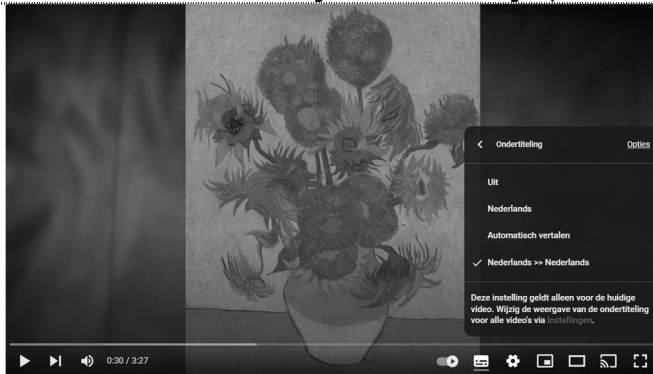 Ondertiteling Opties
Uit
Nederlands
Automatisch vertalen
Nederlands >> Nederlands
Deze instelling geldt alleen voor de huidige
video. Wijzig de weergave van de ondertiteling
voor alle video's via Instellingen.
0:30 / 3:27